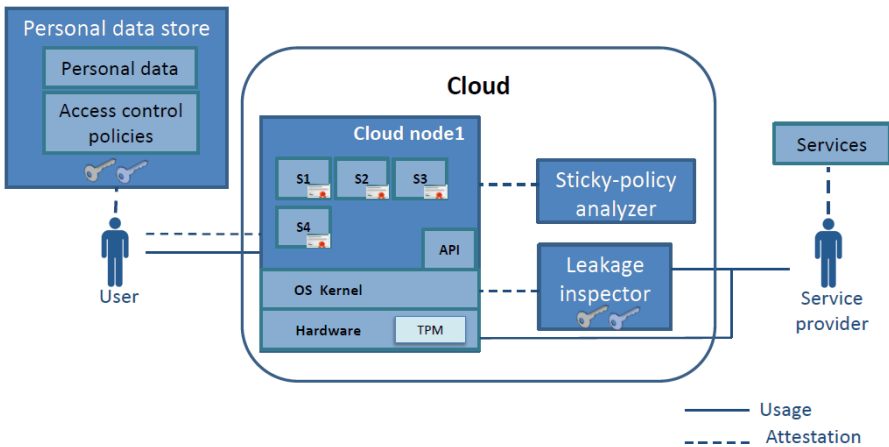 Personal data store
Personal data
Access control
policies
User
Cloud
Cloud node1
S1
S2
S3
S4
API
OS Kernel
Hardware
TPM
Sticky-policy
analyzer
Leakage
inspector
Services
Service
provider
Usage
Attestation